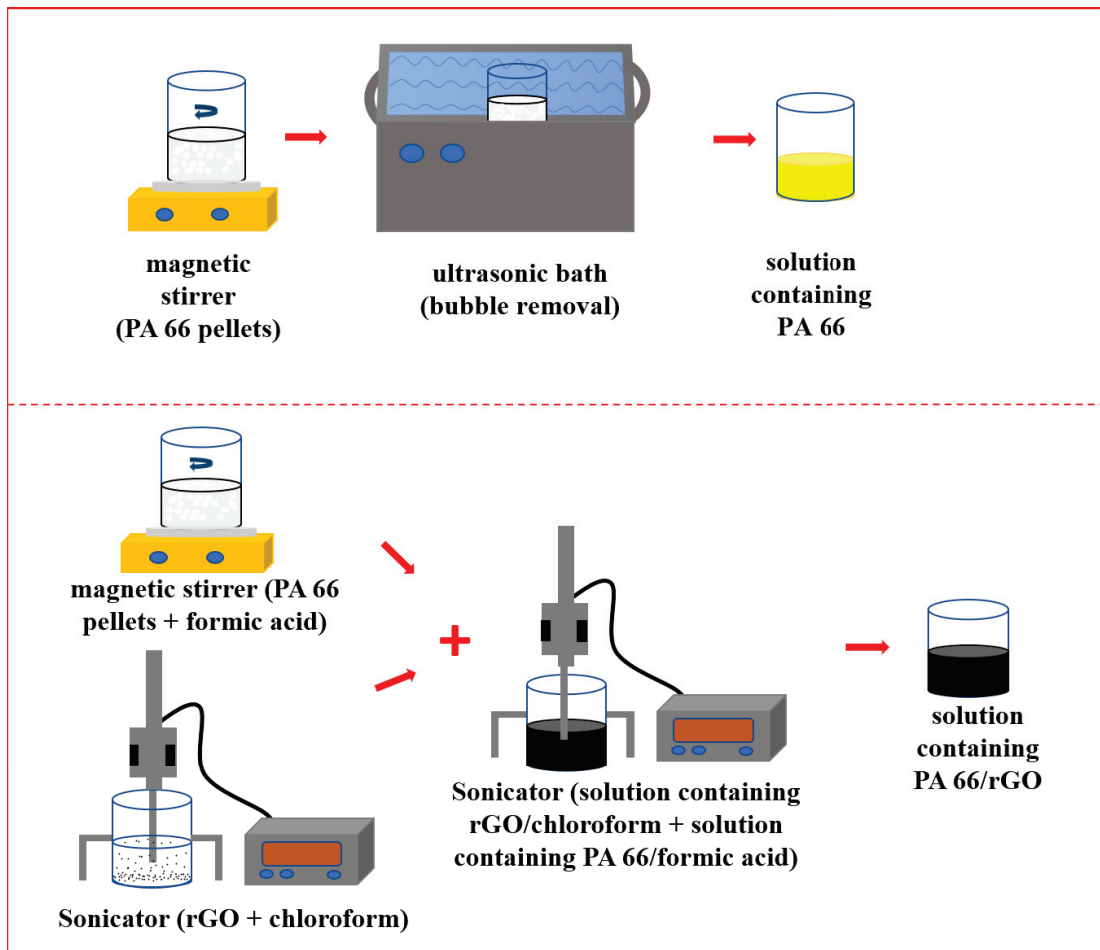 magnetic
stirrer
(PA 66 pellets)
ultrasonic bath
(bubble removal)
solution
containing
PA 66
magnetic stirrer (PA 66
pellets + formic acid)
Sonicator (rGO + chloroform)
Sonicator (solution containing
rGO/chloroform + solution
containing PA 66/formic acid)
solution
containing
PA 66/rGO